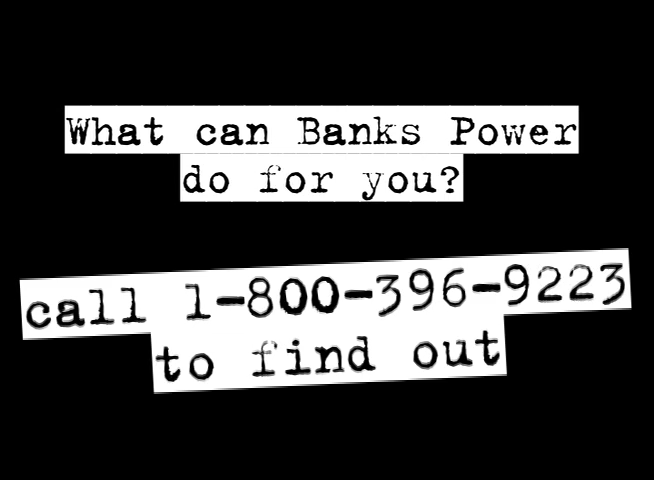 What can Banks Power
do for you?
call 1-800-396-9223
to find out